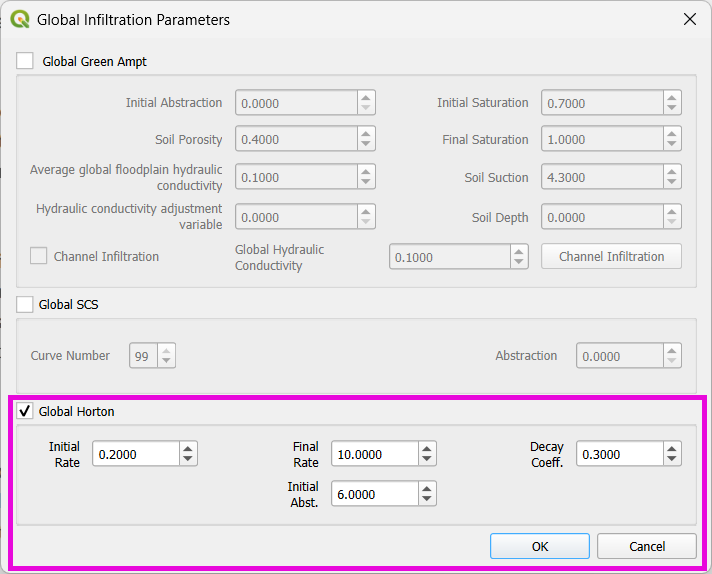 Global Infiltration Parameters
Global Green Ampt
Initial Abstraction 0.0000 Initial Saturation 0.7000
Soil Porosity 0.4000 Final Saturation 1.0000
Average global floodplain hydraulic
conductivity 0.1000 Soil Suction 4.3000
Hydraulic conductivity adjustment
variable 0.0000 Soil Depth 0.0000
Channel Infiltration Global Hydraulic
Conductivity 0.1000 Channel Infiltration
Global SCS
Curve Number 99 Abstraction 0.0000
Global Horton
Initial
Rate 0.2000 Final
Rate 10.0000 Decay
Coeff. 0.3000
Initial
Abst. 6.0000
OK Cancel